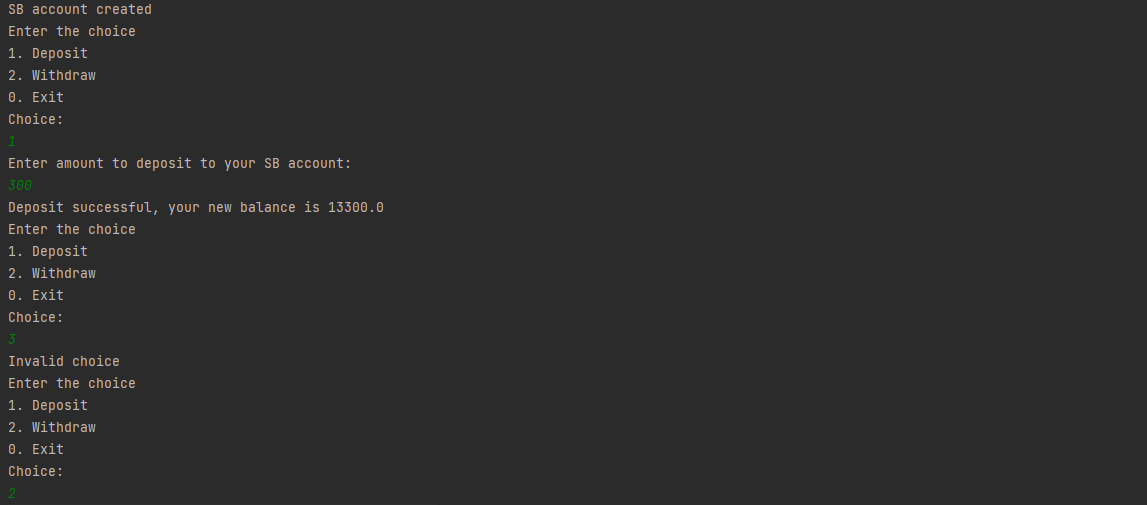 SB account created
Enter the choice
1. Deposit
2. Withdraw
0. Exit
Choice:
1
Enter amount to deposit to your SB account:
300
Deposit successful, your new balance is 13300.0
Enter the choice
1. Deposit
2. Withdraw
0. Exit
Choice:
3
Invalid choice
Enter the choice
1. Deposit
2. Withdraw
0. Exit
Choice:
2